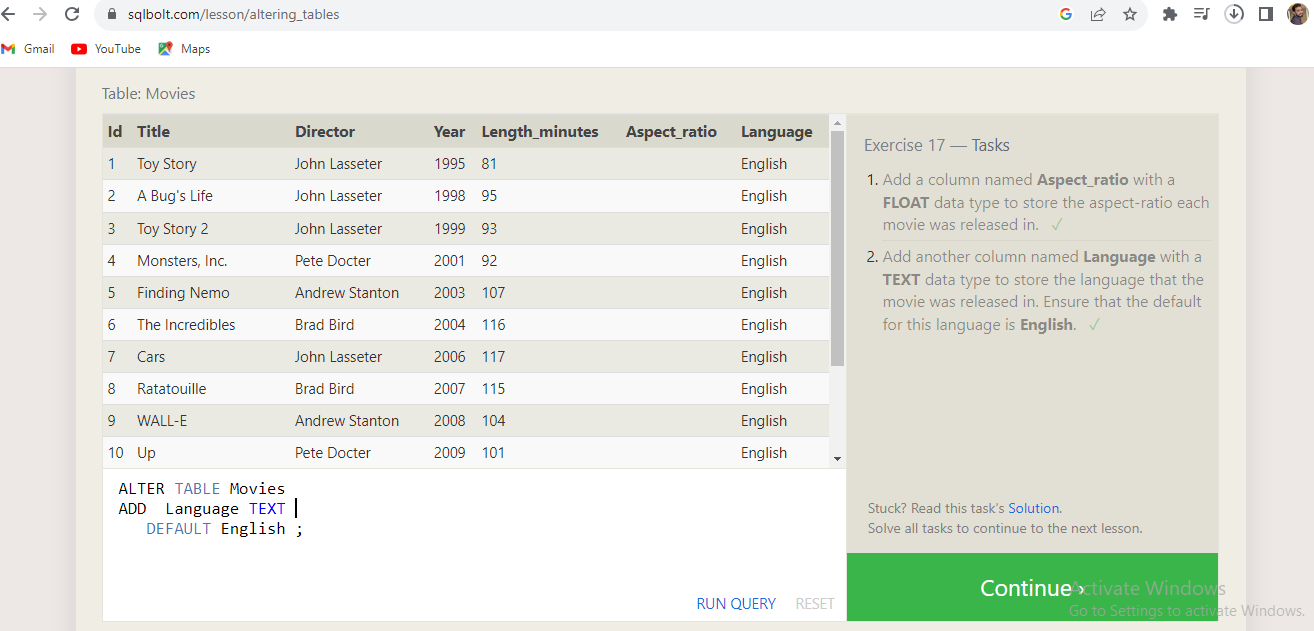 sqlbolt.com/lesson/altering_tables
Gmail YouTube Maps
Table: Movies
Id Title Director Year Length_minutes Aspect_ratio Language
1 Toy Story John Lasseter 1995 81 English
2 A Bug's Life John Lasseter 1998 95 English
3 Toy Story 2 John Lasseter 1999 93 English
4 Monsters, Inc. Pete Docter 2001 92 English
5 Finding Nemo Andrew Stanton 2003 107 English
6 The Incredibles Brad Bird 2004 116 English
7 Cars John Lasseter 2006 117 English
8 Ratatouille Brad Bird 2007 115 English
9 WALL-E Andrew Stanton 2008 104 English
10 Up Pete Docter 2009 101 English
ALTER TABLE Movies
ADD  Language TEXT
DEFAULT English ;
RUN QUERY RESET
Exercise 17 — Tasks
1. Add a column named Aspect_ratio with a
FLOAT data type to store the aspect-ratio each
movie was released in. ✓
2. Add another column named Language with a
TEXT data type to store the language that the
movie was released in. Ensure that the default
for this language is English. ✓
Stuck? Read this task's Solution.
Solve all tasks to continue to the next lesson.
Continue ›
Activate Windows
Go to Settings to activate Windows.